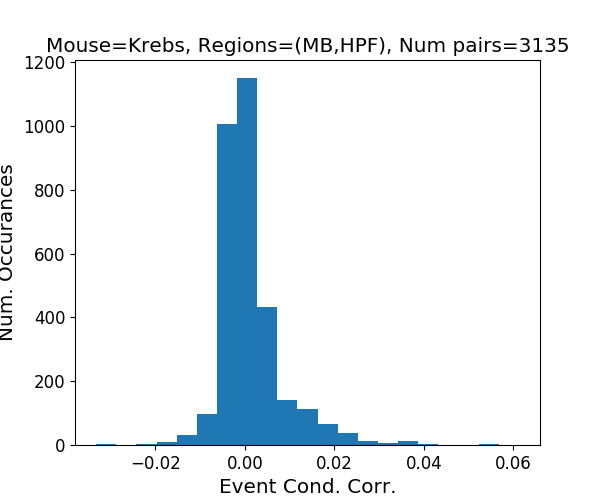 Mouse=Krebs, Regions=(MB,HPF), Num pairs=3135
1200
1000
800
600
400
200
0
Num. Occurances
−0.02 0.00 0.02 0.04 0.06
Event Cond. Corr.